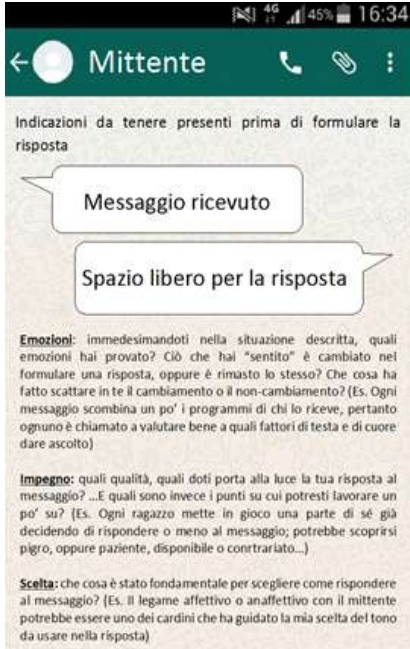 4G 45% 16:34
Mittente
Indicazioni da tenere presenti prima di formulare la
risposta
Messaggio ricevuto
Spazio libero per la risposta
Emozioni: immedesimandoti nella situazione descritta, quali
emozioni hai provato? Ciò che hai “sentito” è cambiato nel
formulare una risposta, oppure è rimasto lo stesso? Che cosa ha
fatto scattare in te il cambiamento o il non-cambiamento? (Es. Ogni
messaggio scombina un po’ i programmi di chi lo riceve, pertanto
ognuno è chiamato a valutare bene a quali fattori di testa e di cuore
dare ascolto)
Impegno: quali qualità, quali doti porta alla luce la tua risposta al
messaggio? ...E quali sono invece i punti su cui potresti lavorare un
po’ su? (Es. Ogni ragazzo mette in gioco una parte di sé già
decidendo di rispondere o meno al messaggio; potrebbe scoprirsi
pigro, oppure paziente, disponibile o conrtrariato...)
Scelta: che cosa è stato fondamentale per scegliere come rispondere
al messaggio? (Es. Il legame affettivo o anaffettivo con il mittente
potrebbe essere uno dei cardini che ha guidato la mia scelta del tono
da usare nella risposta)